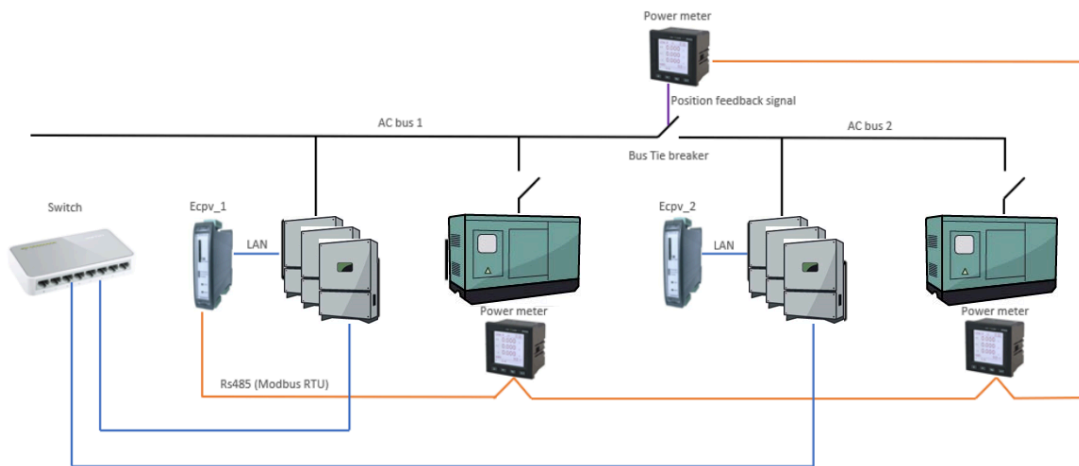 Power meter
Position feedback signal
AC bus 1
AC bus 2
Bus Tie breaker
Switch
Ecpv_1
Ecpv_2
LAN
LAN
Power meter
Power meter
Rs485 (Modbus RTU)